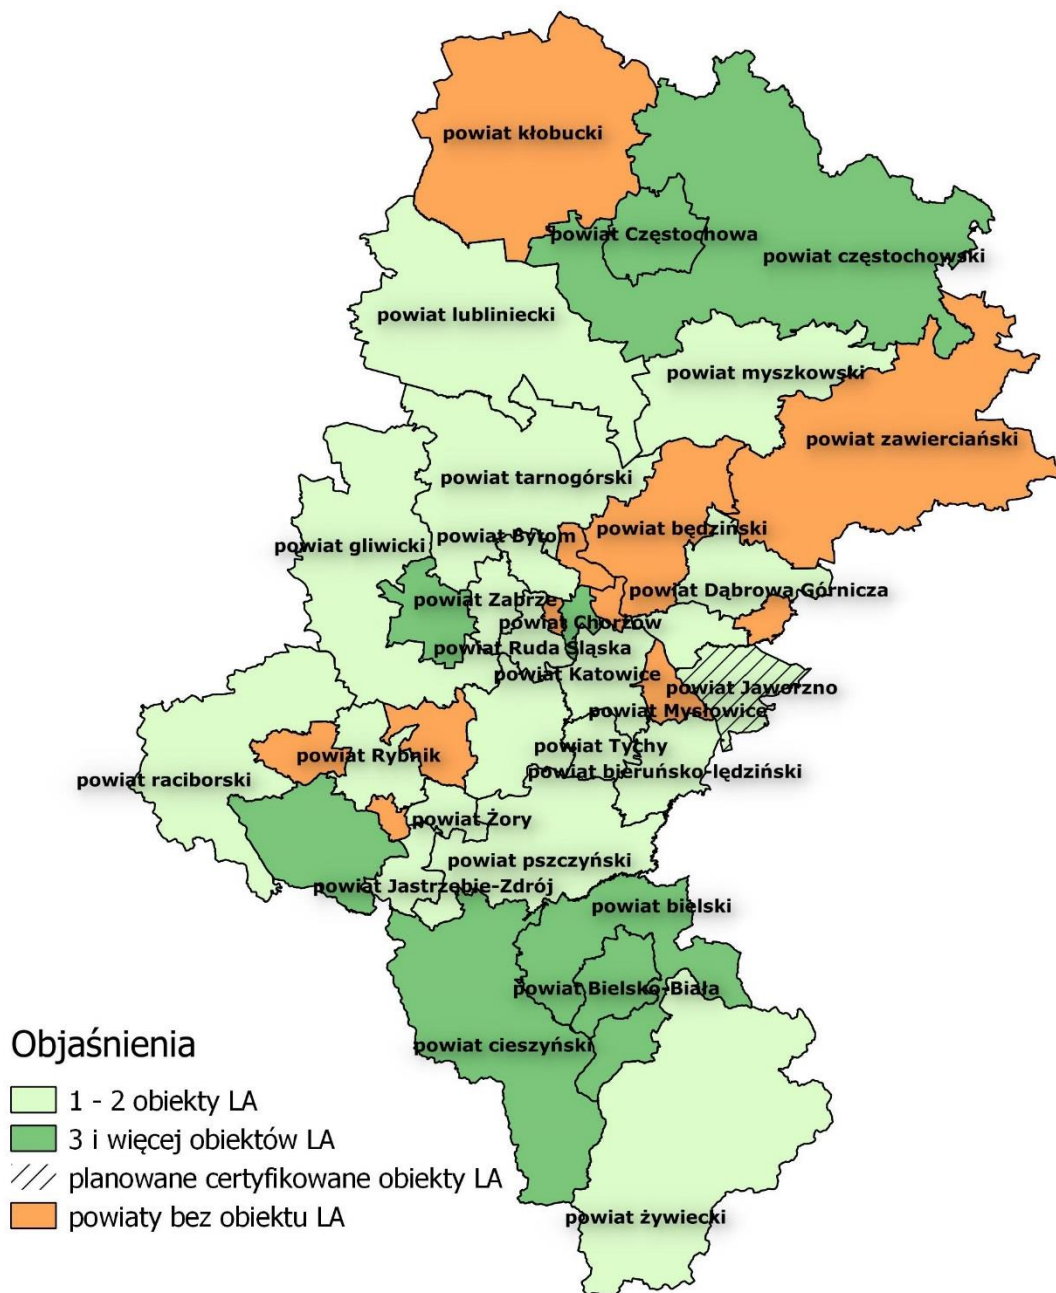 powiat kłobucki
powiat Częstochowa
powiat częstochowski
powiat lubliniecki
powiat myszkowski
powiat zawierciański
powiat tarnogórski
powiat będziński
powiat Bytom
powiat gliwicki
powiat Dąbrowa Górnicza
powiat Zabrze
powiat Chorzów
powiat Ruda Śląska
powiat Katowice
powiat Jaworzno
powiat Mysłowice
powiat Tychy
powiat Rybnik
powiat bieruńsko-lędziński
powiat raciborski
powiat Żory
powiat pszczyński
powiat Jastrzębie-Zdrój
powiat bielski
powiat Bielsko-Biała
powiat cieszyński
powiat żywiecki
Objaśnienia
1 - 2 obiekty LA
3 i więcej obiektów LA
planowane certyfikowane obiekty LA
powiaty bez obiektu LA